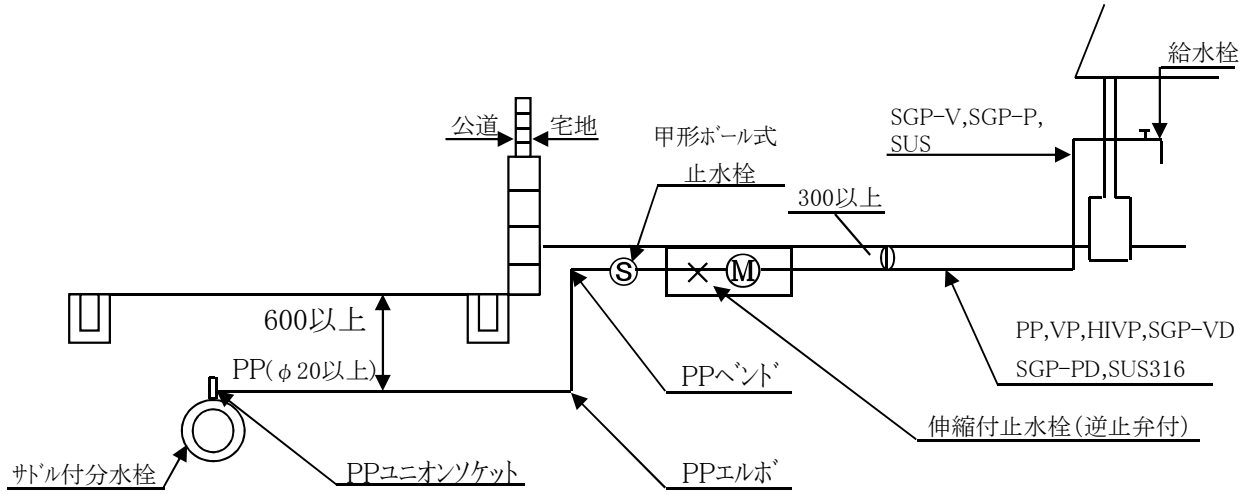 給水栓
公道
宅地
SGP-V,SGP-P,
SUS
甲形ボール式
止水栓
300以上
S
M
600以上
PP(φ20以上)
PPベンド
PP,VP,HIVP,SGP-VD
SGP-PD,SUS316
伸縮付止水栓(逆止弁付)
サドル付分水栓
PPユニオンソケット
PPエルボ